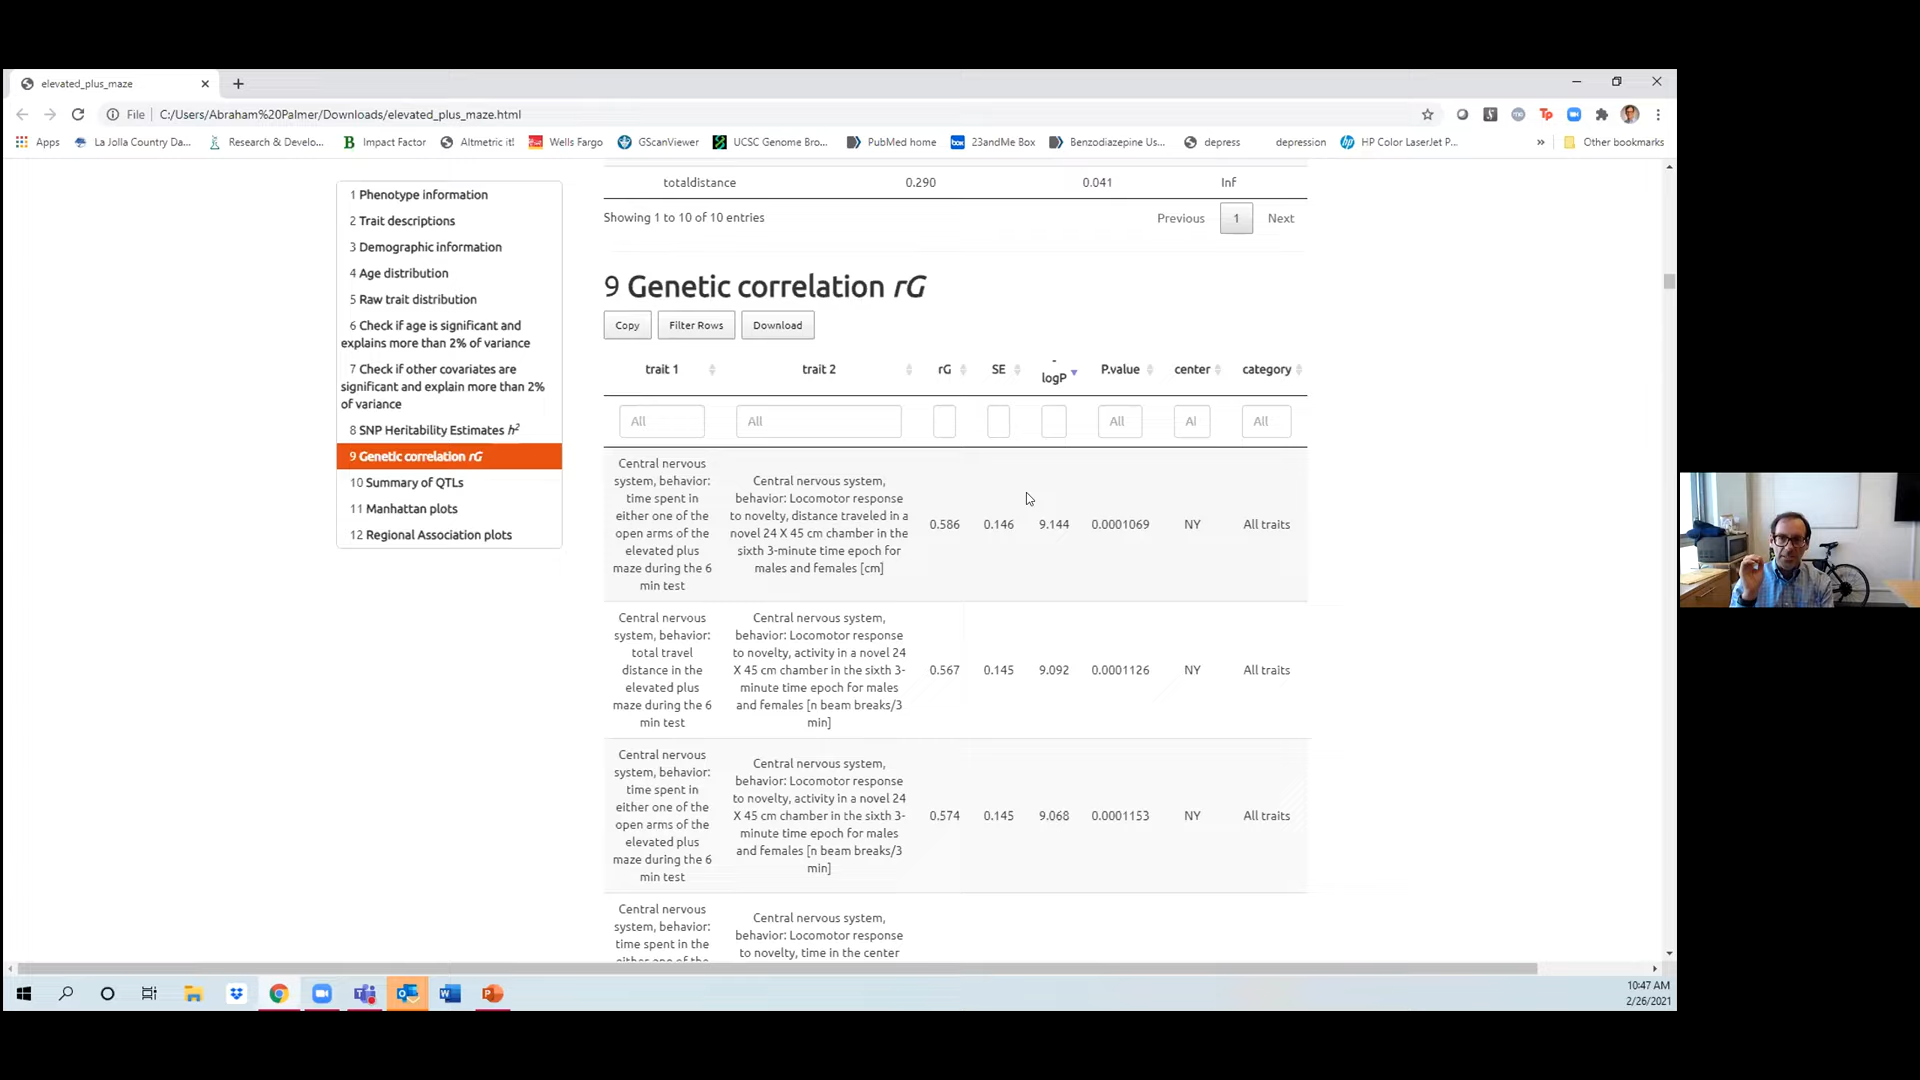 elevated_plus_maze
File
C:/Users/Abraham%20Palmer/Downloads/elevated_plus_maze.html
Apps
La Jolla Country Da...
Research & Develo...
Impact Factor
Altmetric it!
Wells Fargo
GScanViewer
UCSC Genome Bro...
PubMed home
23andMe Box
Benzodiazepine Us...
depress
depression
HP Color LaserJet P...
»
Other bookmarks
1 Phenotype information
2 Trait descriptions
3 Demographic information
4 Age distribution
5 Raw trait distribution
6 Check if age is significant and
explains more than 2% of variance
7 Check if other covariates are
significant and explain more than 2%
of variance
8 SNP Heritability Estimates h²
9 Genetic correlation rG
10 Summary of QTLs
11 Manhattan plots
12 Regional Association plots
totaldistance 0.290 0.041 Inf
Showing 1 to 10 of 10 entries
Previous 1 Next
9 Genetic correlation rG
Copy Filter Rows Download
trait 1
trait 2
rG
SE
-
logP
P.value
center
category
All
All
All
Al
All
Central nervous
system, behavior:
time spent in
either one of the
open arms of the
elevated plus
maze during the 6
min test
Central nervous system,
behavior: Locomotor response
to novelty, distance traveled in a
novel 24 X 45 cm chamber in the
sixth 3-minute time epoch for
males and females [cm]
0.586 0.146 9.144 0.0001069 NY All traits
Central nervous
system, behavior:
total travel
distance in the
elevated plus
maze during the 6
min test
Central nervous system,
behavior: Locomotor response
to novelty, activity in a novel 24
X 45 cm chamber in the sixth 3-
minute time epoch for males
and females [n beam breaks/3
min]
0.567 0.145 9.092 0.0001126 NY All traits
Central nervous
system, behavior:
time spent in
either one of the
open arms of the
elevated plus
maze during the 6
min test
Central nervous system,
behavior: Locomotor response
to novelty, activity in a novel 24
X 45 cm chamber in the sixth 3-
minute time epoch for males
and females [n beam breaks/3
min]
0.574 0.145 9.068 0.0001153 NY All traits
Central nervous
system, behavior:
time spent in the
either one of the
Central nervous system,
behavior: Locomotor response
to novelty, time in the center
10:47 AM
2/26/2021